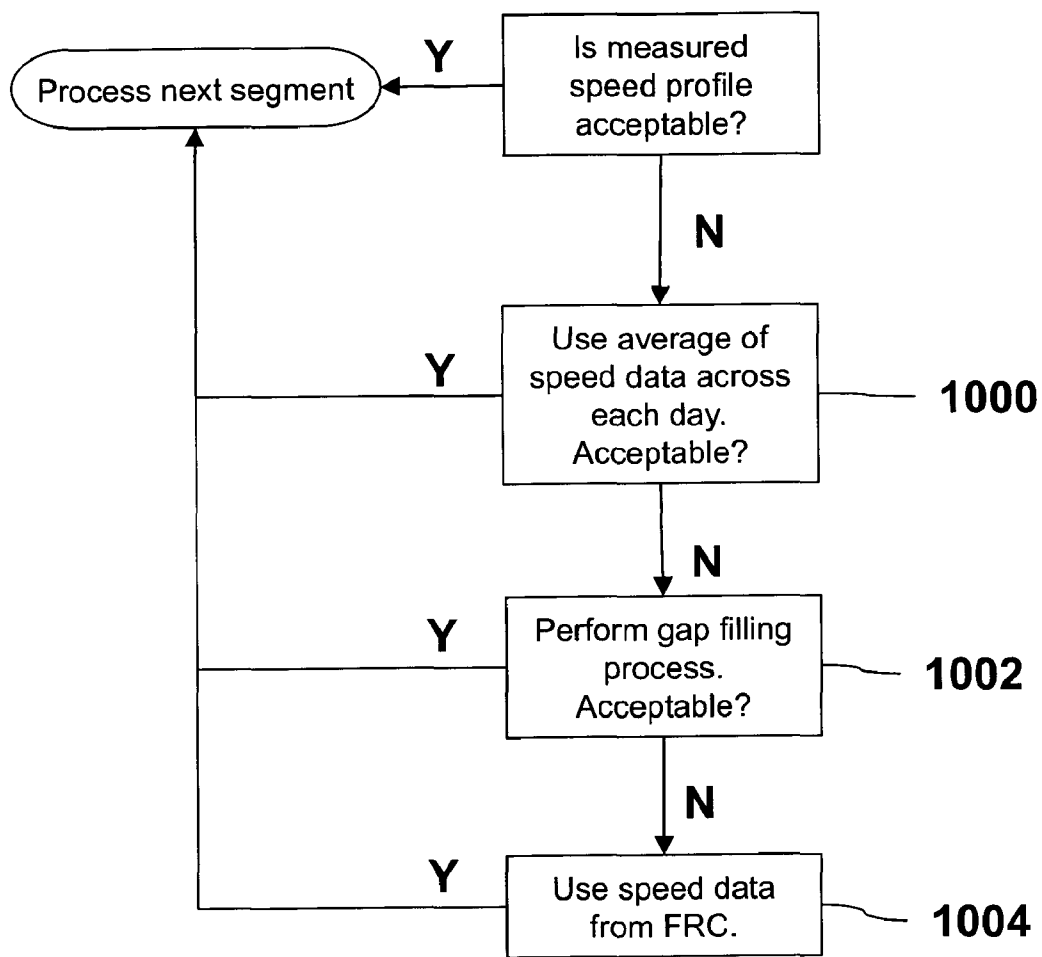 Process next segment
Y
Is measured
speed profile
acceptable?
N
Y
Use average of
speed data across
each day.
Acceptable?
1000
N
Y
Perform gap filling
process.
Acceptable?
1002
N
Y
Use speed data
from FRC.
1004